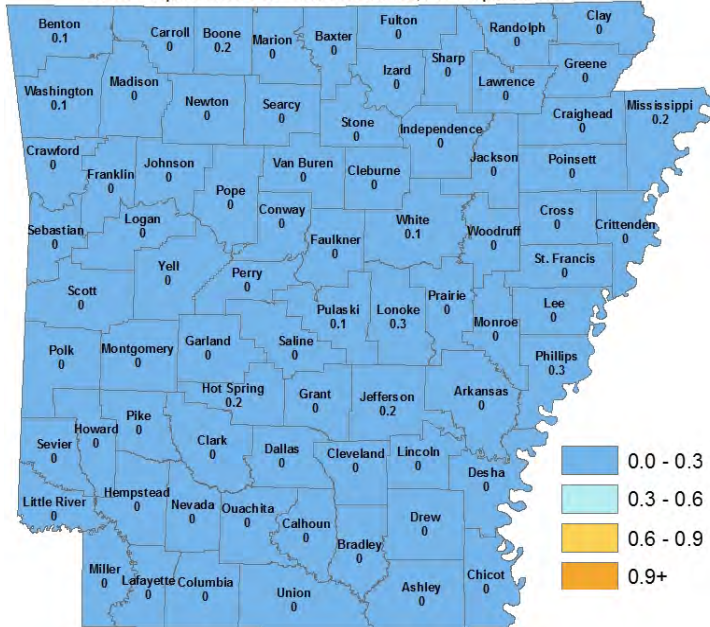 Benton
0.1
Carroll
0
Boone
0.2
Marion
0
Baxter
0
Fulton
0
Randolph
0
Clay
0
Washington
0.1
Madison
0
Newton
0
Searcy
0
Stone
0
Izard
0
Sharp
0
Lawrence
0
Greene
0
Independence
0
Craighead
0
Mississippi
0.2
Crawford
0
Franklin
0
Johnson
0
Pope
0
Van Buren
0
Cleburne
0
Jackson
0
Poinsett
0
Sebastian
0
Logan
0
Conway
0
Faulkner
0
White
0.1
Woodruff
0
Cross
0
Crittenden
0
St. Francis
0
Scott
0
Yell
0
Perry
0
Pulaski
0.1
Lonoke
0.3
Prairie
0
Monroe
0
Lee
0
Phillips
0.3
Polk
0
Montgomery
0
Garland
0
Saline
0
Hot Spring
0.2
Grant
0
Jefferson
0.2
Arkansas
0
Sevier
0
Howard
0
Pike
0
Clark
0
Dallas
0
Cleveland
0
Lincoln
0
Desha
0
Little River
0
Hempstead
0
Nevada
0
Ouachita
0
Calhoun
0
Bradley
0
Drew
0
Miller
0
Lafayette
0
Columbia
0
Union
0
Ashley
0
Chicot
0
0.0 - 0.3
0.3 - 0.6
0.6 - 0.9
0.9+